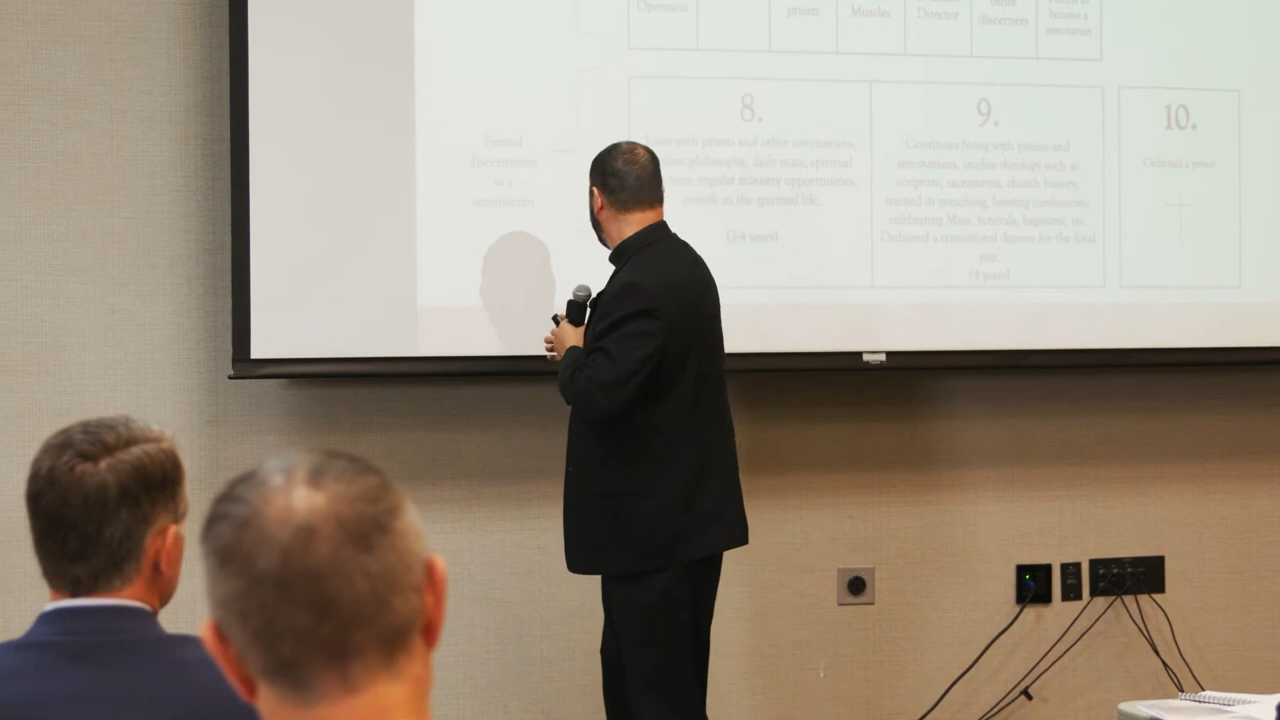 Openness
priests
Muscles
Director
other
discerners
become a
seminarian
Formal
discernment
as a
seminarian
8.
with priests and other seminarians,
philosophy, daily mass, spiritual
regular ministry opportunities,
growth in the spiritual life.
(2-4 years)
9.
Continues living with priests and
seminarians, studies theology such as
scripture, sacraments, church history,
trained in preaching, hearing confessions,
celebrating Mass, funerals, baptisms, etc.
Ordained a transitional deacon for the final
year.
(4 years)
10.
Ordained a priest